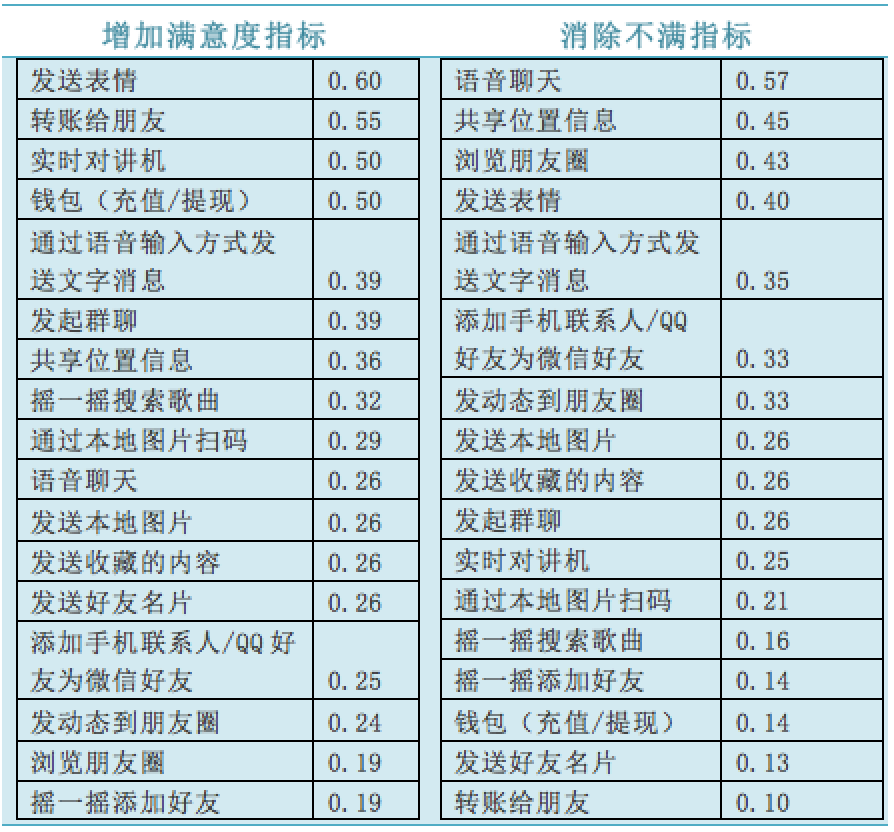 增加满意度指标
消除不满指标
发送表情 0.60
转账给朋友 0.55
实时对讲机 0.50
钱包（充值/提现） 0.50
通过语音输入方式发
送文字消息 0.39
发起群聊 0.39
共享位置信息 0.36
摇一摇搜索歌曲 0.32
通过本地图片扫码 0.29
语音聊天 0.26
发送本地图片 0.26
发送收藏的内容 0.26
发送好友名片 0.26
添加手机联系人/QQ 好
友为微信好友 0.25
发动态到朋友圈 0.24
浏览朋友圈 0.19
摇一摇添加好友 0.19
语音聊天 0.57
共享位置信息 0.45
浏览朋友圈 0.43
发送表情 0.40
通过语音输入方式发
送文字消息 0.35
添加手机联系人/QQ
好友为微信好友 0.33
发动态到朋友圈 0.33
发送本地图片 0.26
发送收藏的内容 0.26
发起群聊 0.26
实时对讲机 0.25
通过本地图片扫码 0.21
摇一摇搜索歌曲 0.16
摇一摇添加好友 0.14
钱包（充值/提现） 0.14
发送好友名片 0.13
转账给朋友 0.10